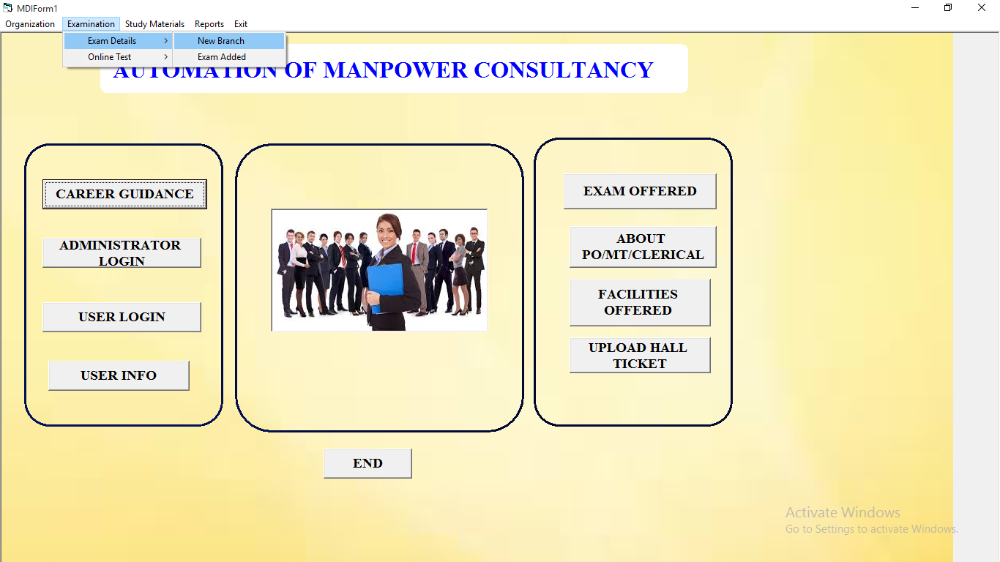 MDIForm1
Organization Examination Study Materials Reports Exit
Exam Details New Branch
Online Test Exam Added
AUTOMATION OF MANPOWER CONSULTANCY
CAREER GUIDANCE
ADMINISTRATOR
LOGIN
USER LOGIN
USER INFO
EXAM OFFERED
ABOUT
PO/MT/CLERICAL
FACILITIES
OFFERED
UPLOAD HALL
TICKET
END
Activate Windows
Go to Settings to activate Windows.